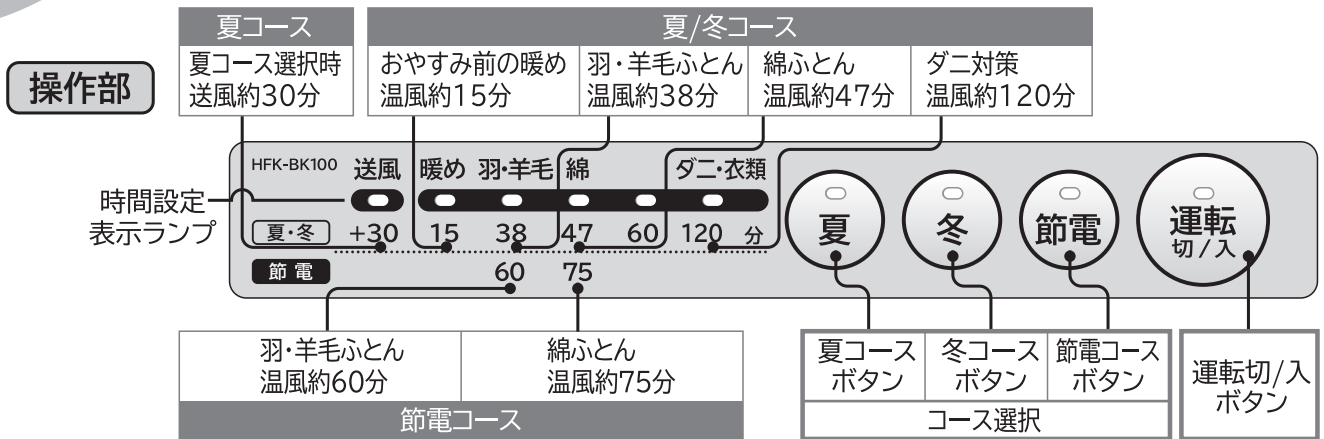 操作部
夏コース
夏コース選択時
送風約30分
夏/冬コース
おやすみ前の暖め
温風約15分
羽・羊毛ふとん
温風約38分
綿ふとん
温風約47分
ダニ対策
温風約120分
時間設定
表示ランプ
HFK-BK100
送風 暖め 羽・羊毛 綿 ダニ・衣類
夏・冬 +30 15 38 47 60 120 分
節電 60 75
夏
冬
節電
運転
切/入
羽・羊毛ふとん
温風約60分
綿ふとん
温風約75分
節電コース
夏コース
ボタン
冬コース
ボタン
節電コース
ボタン
コース選択
運転切/入
ボタン